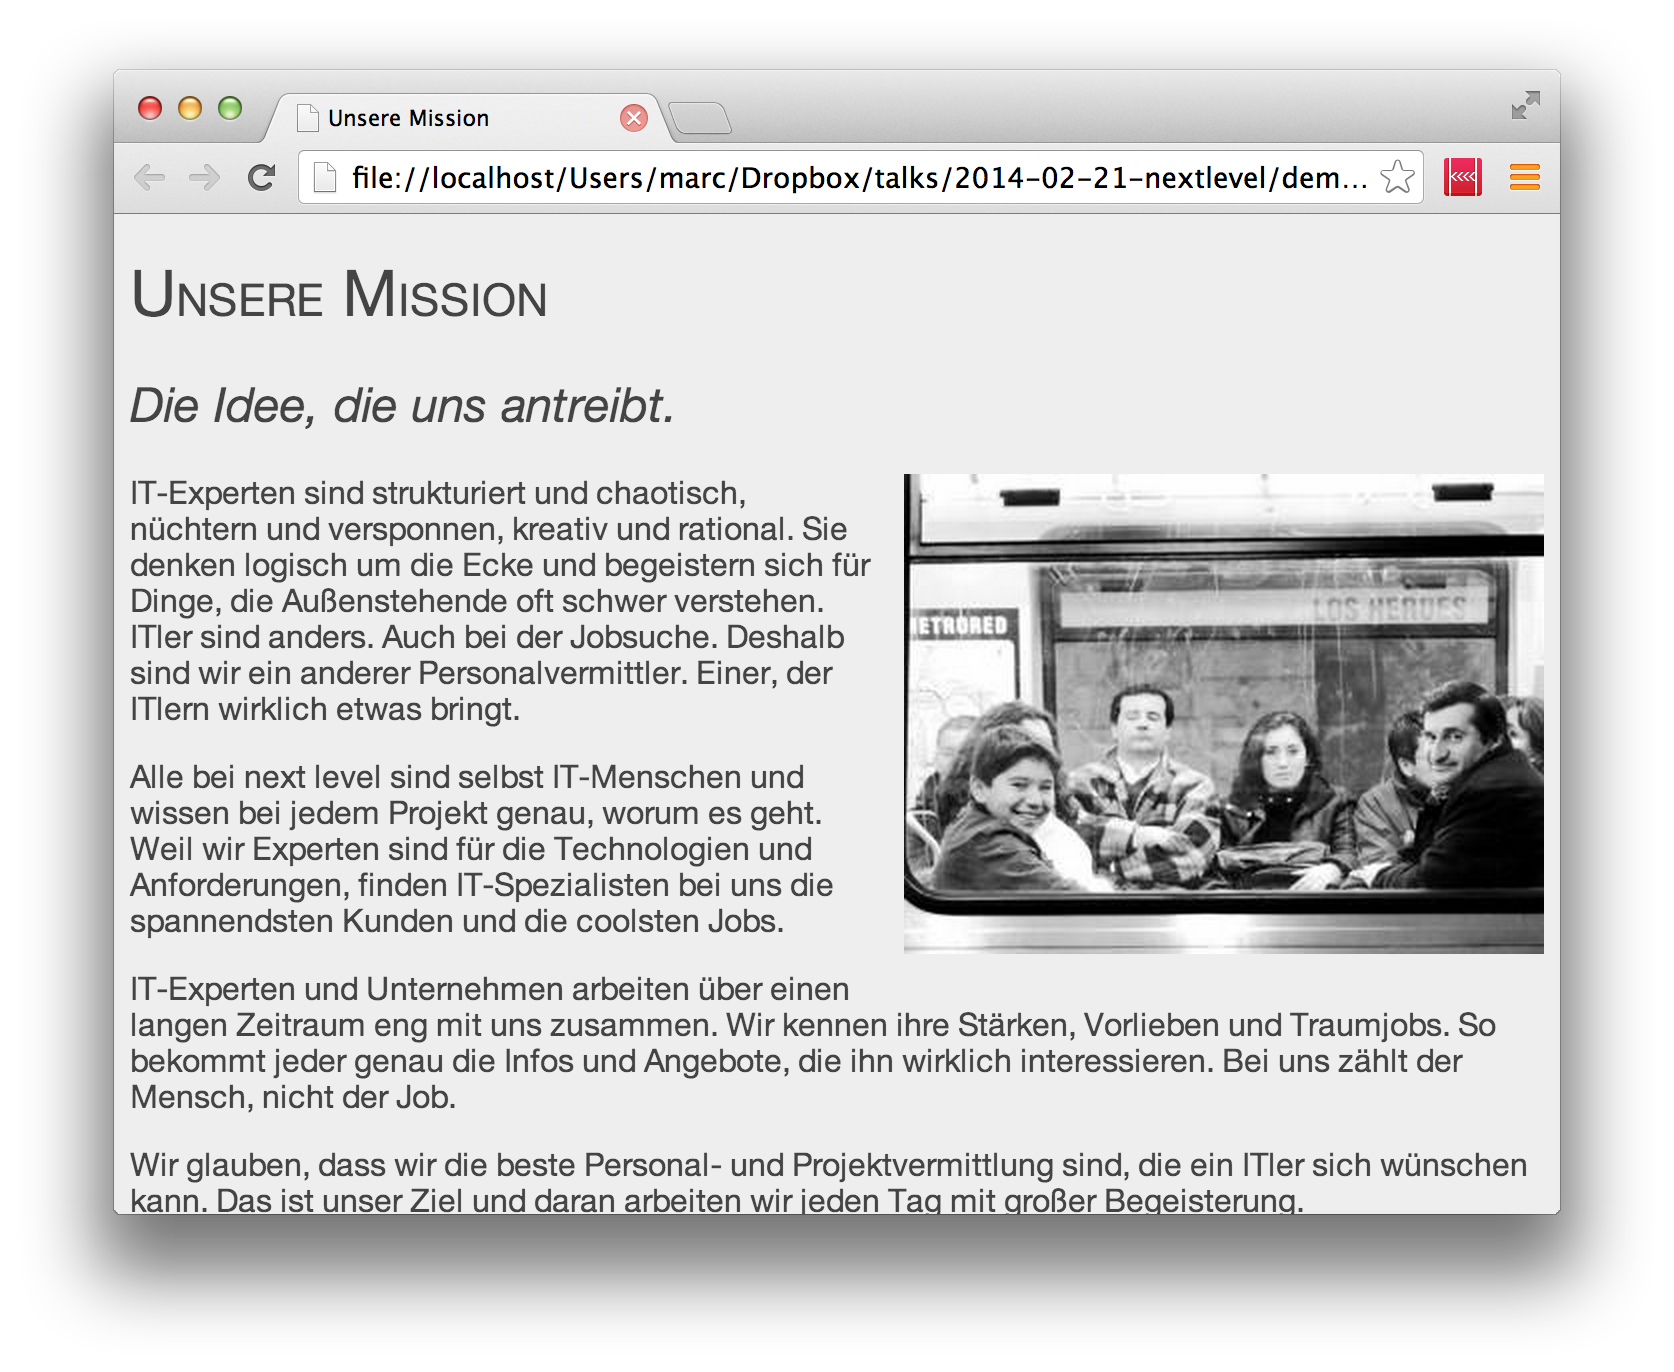 Unsere Mission
file://localhost/Users/marc/Dropbox/talks/2014-02-21-nextlevel/dem...
Unsere Mission
Die Idee, die uns antreibt.
IT-Experten sind strukturiert und chaotisch,
nüchtern und versponnen, kreativ und rational. Sie
denken logisch um die Ecke und begeistern sich für
Dinge, die Außenstehende oft schwer verstehen.
ITler sind anders. Auch bei der Jobsuche. Deshalb
sind wir ein anderer Personalvermittler. Einer, der
ITlern wirklich etwas bringt.
LOS HEROES
METRORED
Alle bei next level sind selbst IT-Menschen und
wissen bei jedem Projekt genau, worum es geht.
Weil wir Experten sind für die Technologien und
Anforderungen, finden IT-Spezialisten bei uns die
spannendsten Kunden und die coolsten Jobs.
IT-Experten und Unternehmen arbeiten über einen
langen Zeitraum eng mit uns zusammen. Wir kennen ihre Stärken, Vorlieben und Traumjobs. So
bekommt jeder genau die Infos und Angebote, die ihn wirklich interessieren. Bei uns zählt der
Mensch, nicht der Job.
Wir glauben, dass wir die beste Personal- und Projektvermittlung sind, die ein ITler sich wünschen
kann. Das ist unser Ziel und daran arbeiten wir jeden Tag mit großer Begeisterung.